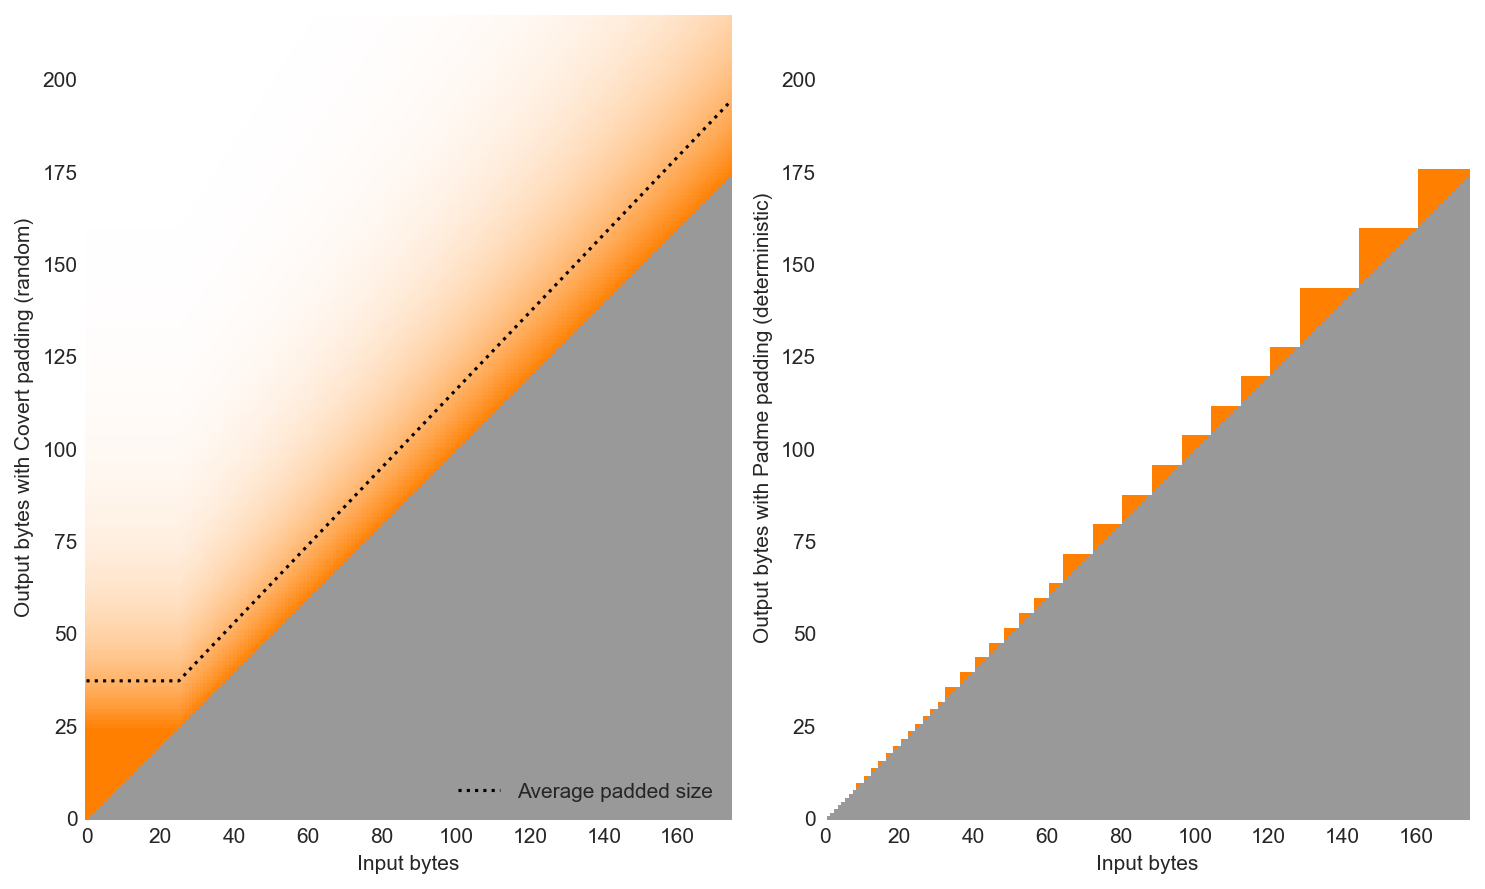 Output bytes with Covert padding (random)
200
175
150
125
100
75
50
25
0
0 20 40 60 80 100 120 140 160
Input bytes
Average padded size
Output bytes with Padme padding (deterministic)
200
175
150
125
100
75
50
25
0
0 20 40 60 80 100 120 140 160
Input bytes